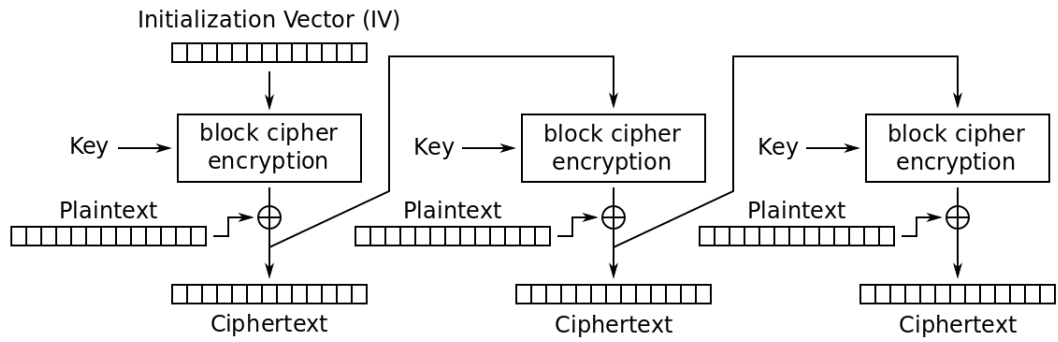 Initialization Vector (IV)
Key
block cipher
encryption
Plaintext
Ciphertext
Key
block cipher
encryption
Plaintext
Ciphertext
Key
block cipher
encryption
Plaintext
Ciphertext